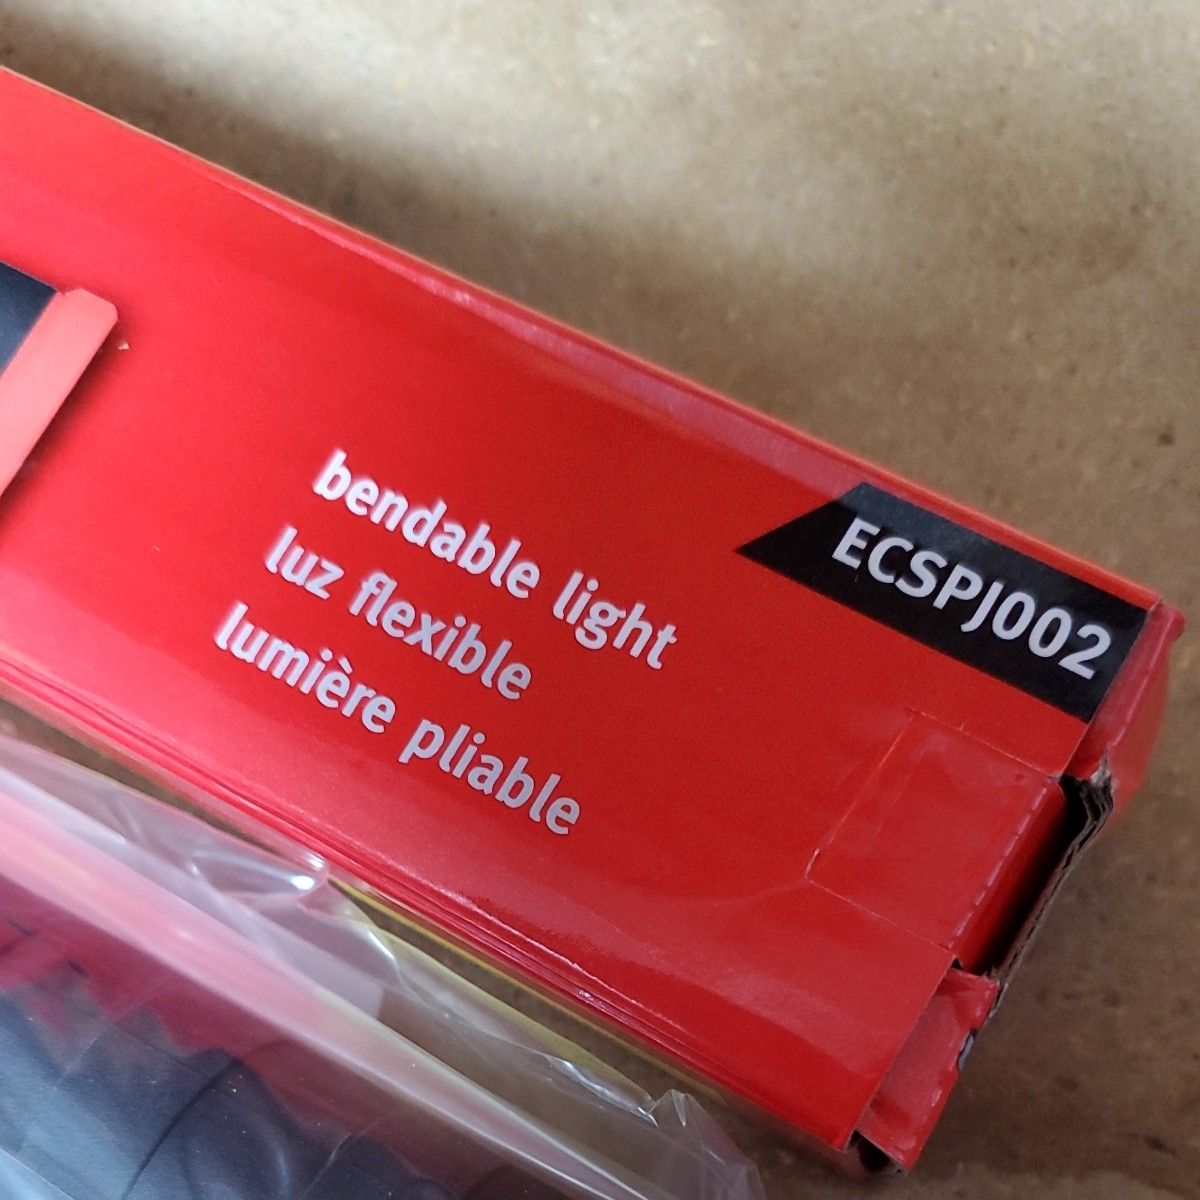 ECSPJ002
bendable light
luz flexible
lumière pliable